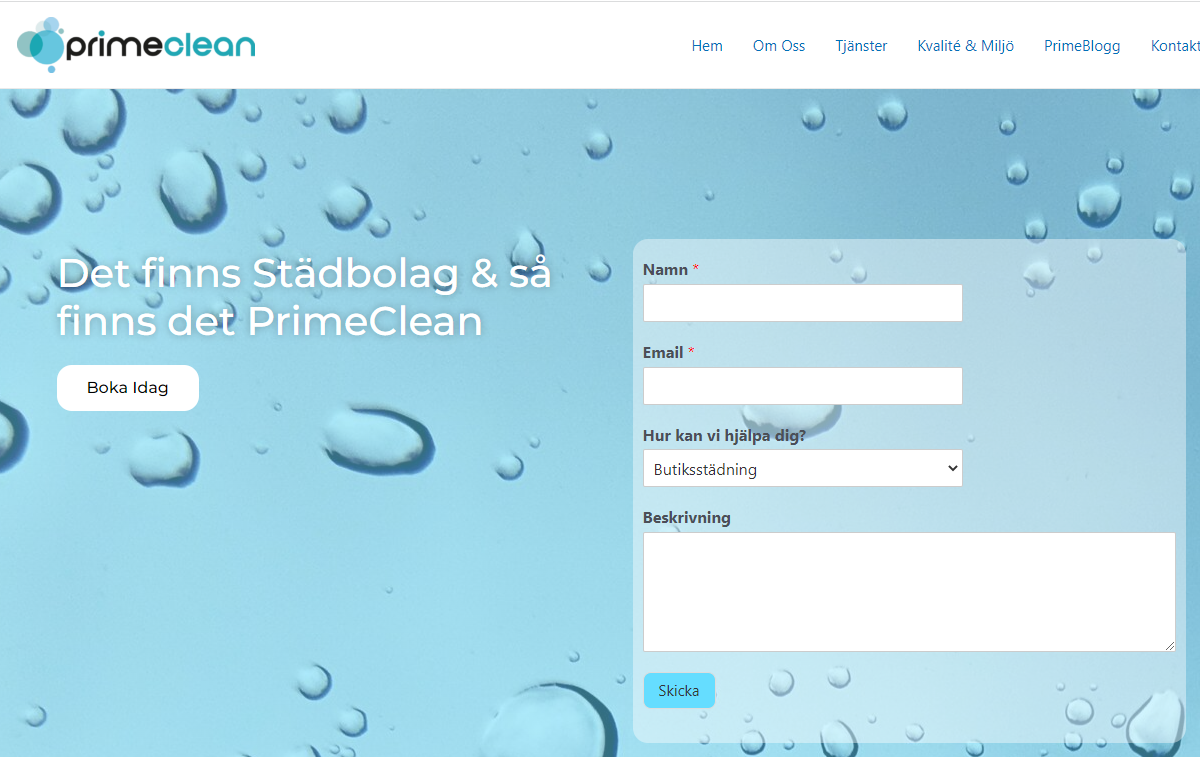 primeclean
Hem Om Oss Tjänster Kvalité & Miljö PrimeBlogg Kontakt
Det finns Städbolag & så
finns det PrimeClean
Boka Idag
Namn *
Email *
Hur kan vi hjälpa dig?
Butiksstädning
Beskrivning
Skicka